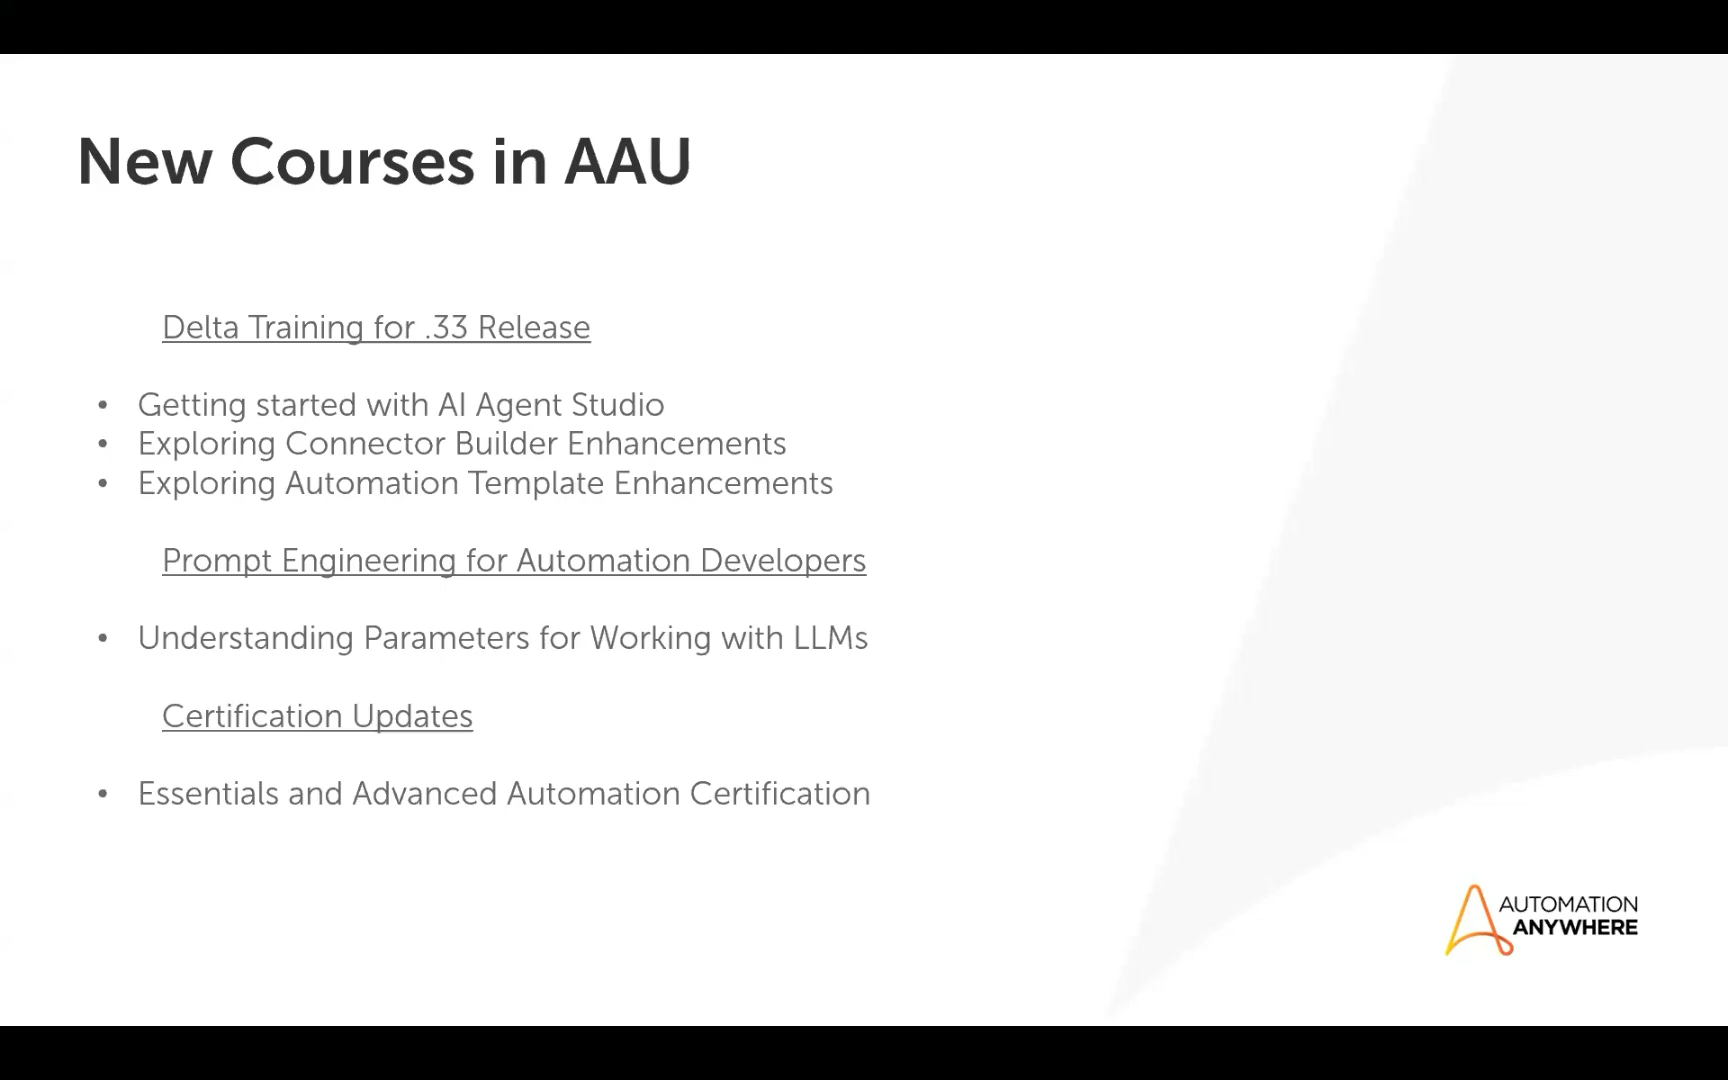 New Courses in AAU
Delta Training for .33 Release
• Getting started with AI Agent Studio
• Exploring Connector Builder Enhancements
• Exploring Automation Template Enhancements
Prompt Engineering for Automation Developers
• Understanding Parameters for Working with LLMs
Certification Updates
• Essentials and Advanced Automation Certification
AUTOMATION
ANYWHERE